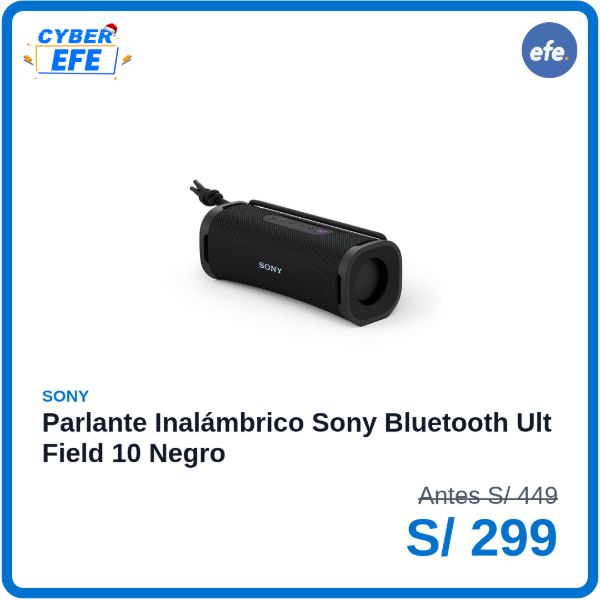 CYBER
EFE
efe.
SONY
SONY
Parlante Inalámbrico Sony Bluetooth Ult
Field 10 Negro
Antes S/ 449
S/ 299